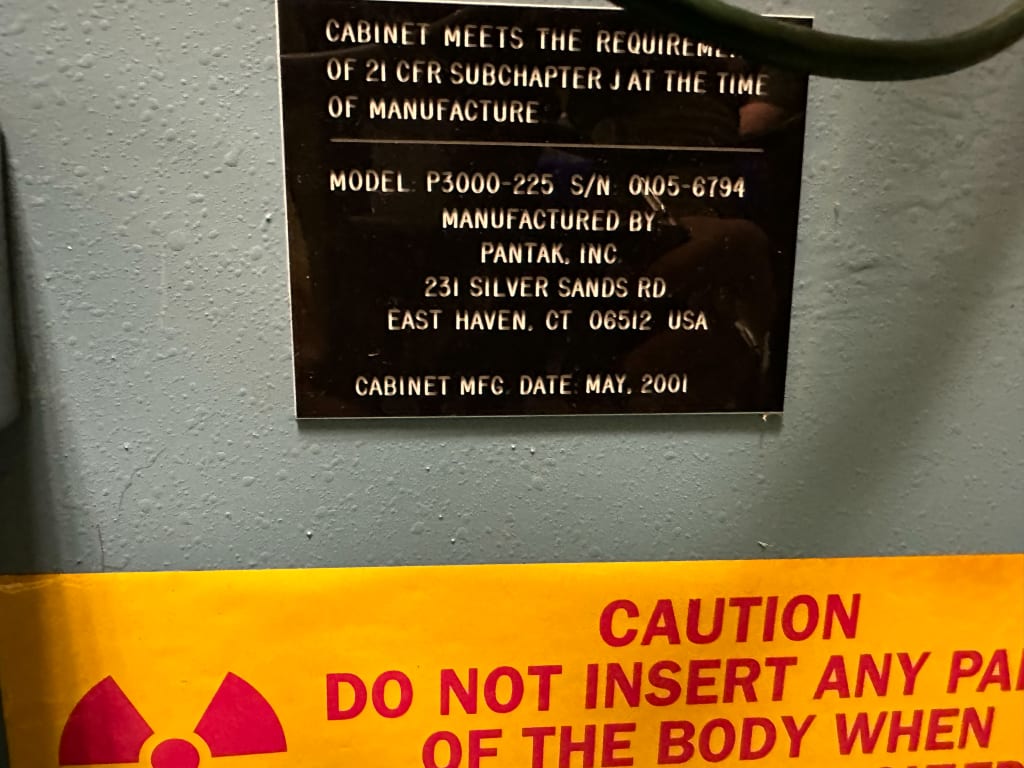 CABINET MEETS THE
OF 21 CFR SUBCHAPTER J AT THE TIME
OF MANUFACTURE
MODEL: P3000-225 S/N: 0105-6794
MANUFACTURED BY
PANTAK, INC.
231 SILVER SANDS RD.
EAST HAVEN, CT 06512 USA
CABINET MFG. DATE: MAY, 2001
CAUTION
DO NOT INSERT ANY
OF THE BODY WHEN